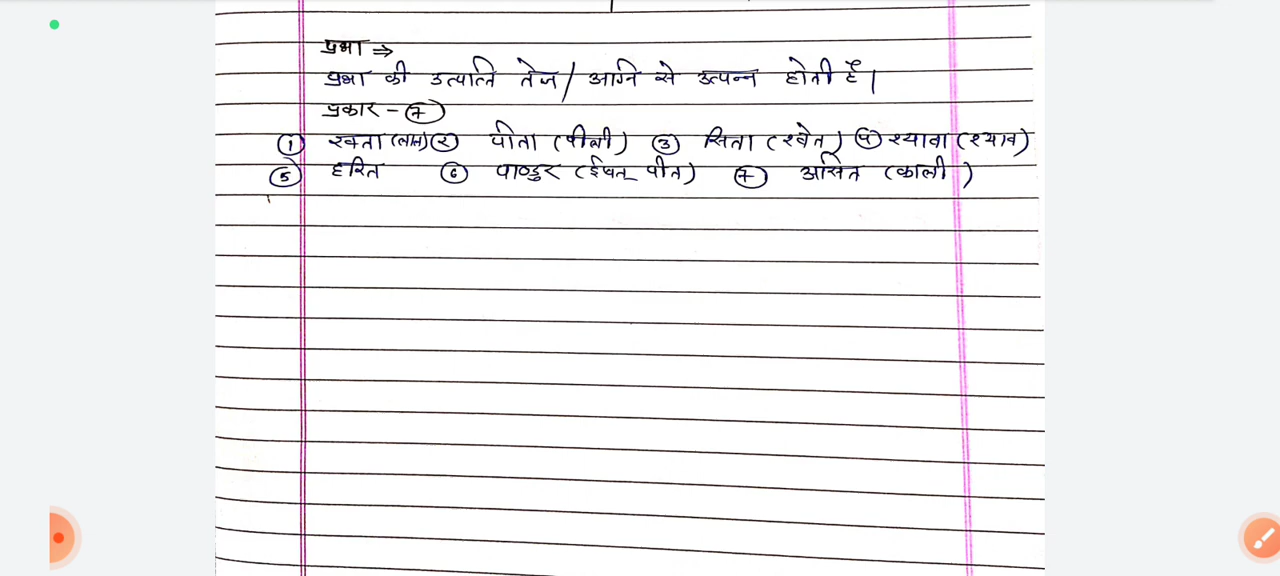 प्रभा ⇒
प्रभा की उत्पत्ति तेज / अग्नि से उत्पन्न होती है।
प्रकार - ⑦
① रक्ता (लाल) ② पीता (पीली) ③ सिता (श्वेत) ④ श्यावा (श्याव)
⑤ हरित ⑥ पाण्डुर (ईषत् पीत) ⑦ असित (काली)